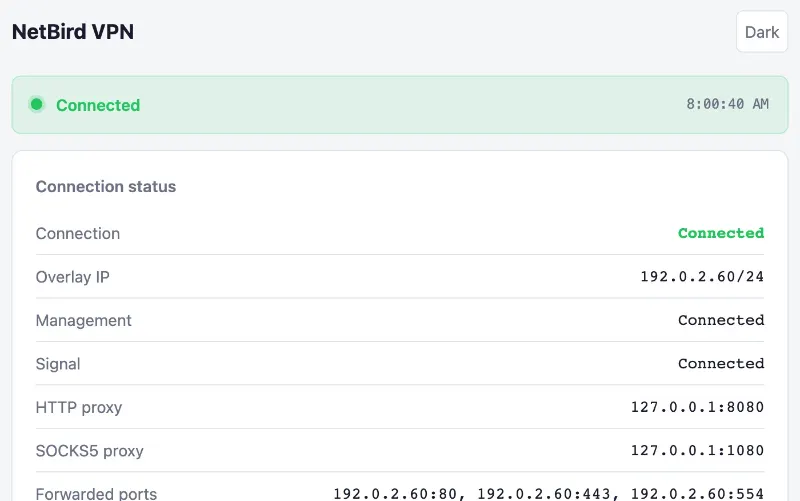 NetBird VPN
Dark
Connected
8:00:40 AM
Connection status
Connection
Connected
Overlay IP
192.0.2.60/24
Management
Connected
Signal
Connected
HTTP proxy
127.0.0.1:8080
SOCKS5 proxy
127.0.0.1:1080
Forwarded ports
192.0.2.60:80, 192.0.2.60:443, 192.0.2.60:554